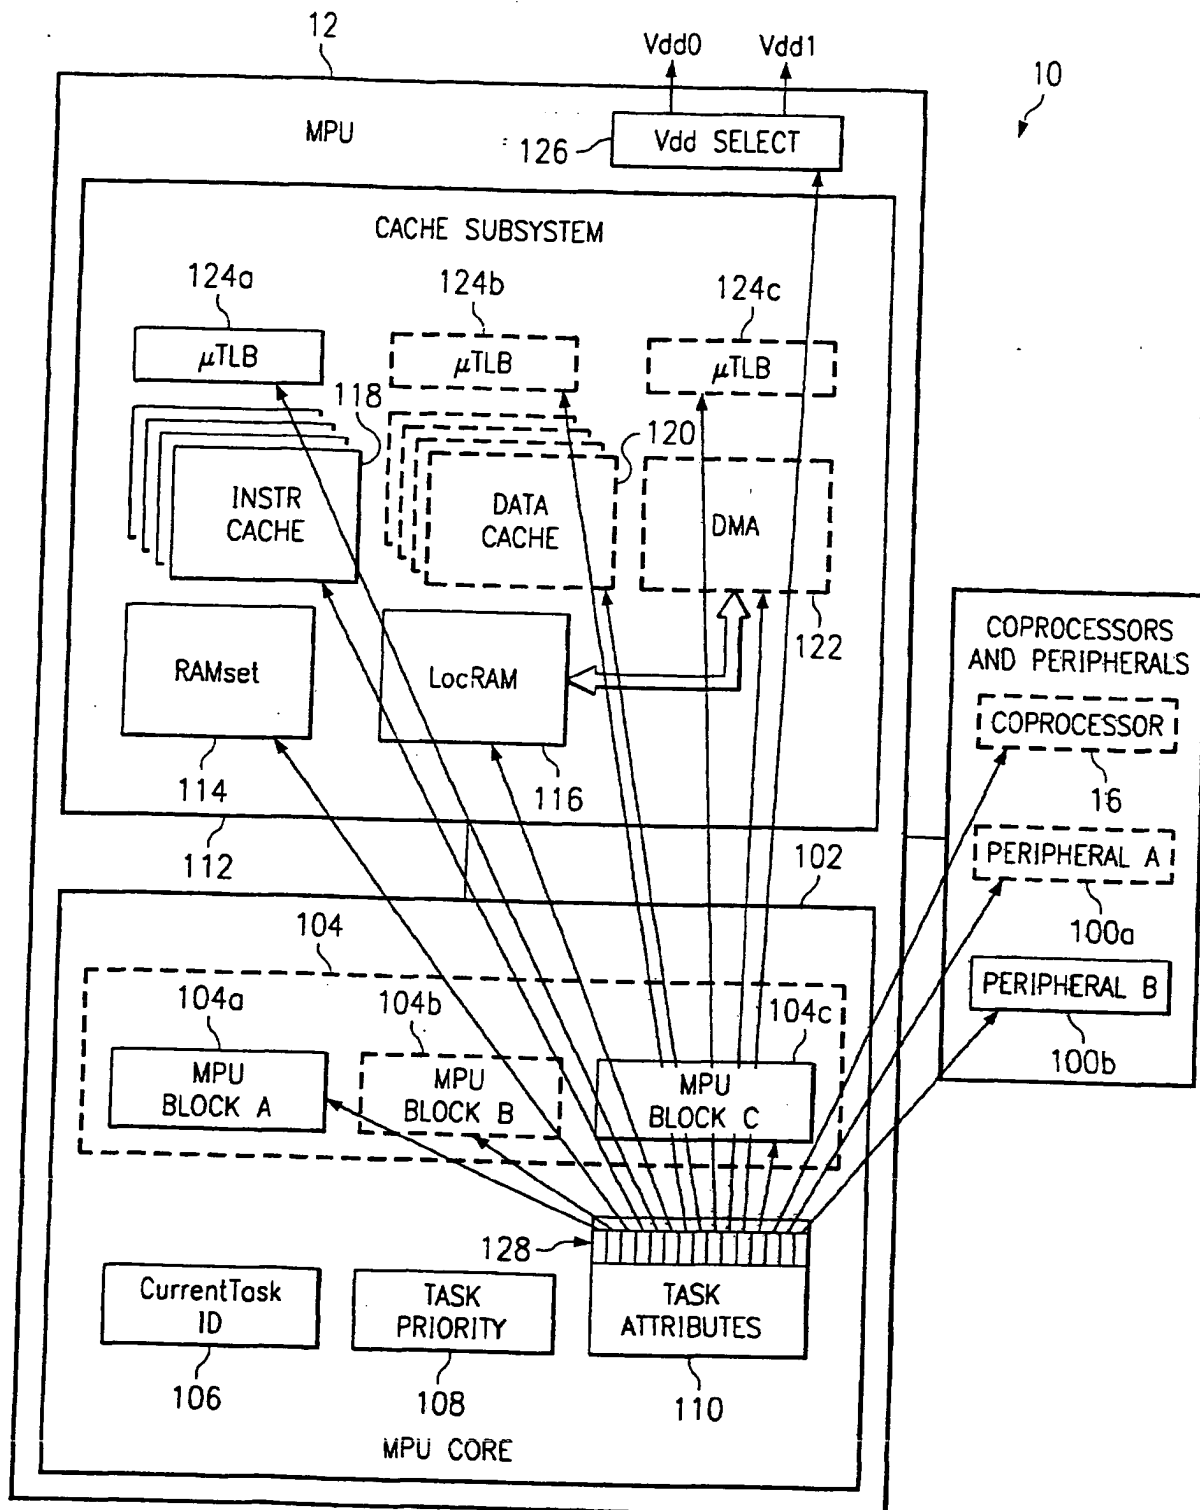 12
Vdd0
Vdd1
10
MPU
126
Vdd SELECT
CACHE SUBSYSTEM
124a
124b
124c
μTLB
μTLB
μTLB
118
120
INSTR
CACHE
DATA
CACHE
DMA
122
RAMset
LocRAM
114
116
112
COPROCESSORS
AND PERIPHERALS
COPROCESSOR
16
PERIPHERAL A
100a
PERIPHERAL B
100b
102
104
104a
104b
104c
MPU
BLOCK A
MPU
BLOCK B
MPU
BLOCK C
128
CurrentTask
ID
TASK
PRIORITY
TASK
ATTRIBUTES
106
108
110
MPU CORE